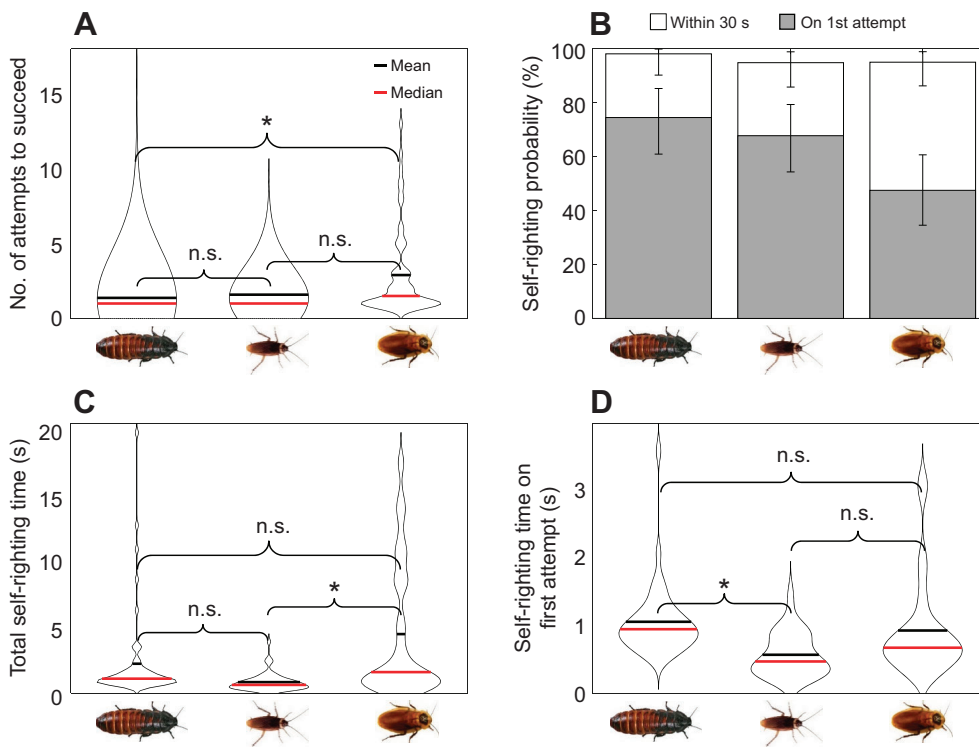 A
No. of attempts to succeed
15
10
5
0
Mean
Median
*
n.s.
n.s.
B
Within 30 s
On 1st attempt
Self-righting probability (%)
100
80
60
40
20
0
C
Total self-righting time (s)
20
15
10
5
0
n.s.
n.s.
*
D
Self-righting time on
first attempt (s)
3
2
1
0
n.s.
n.s.
*